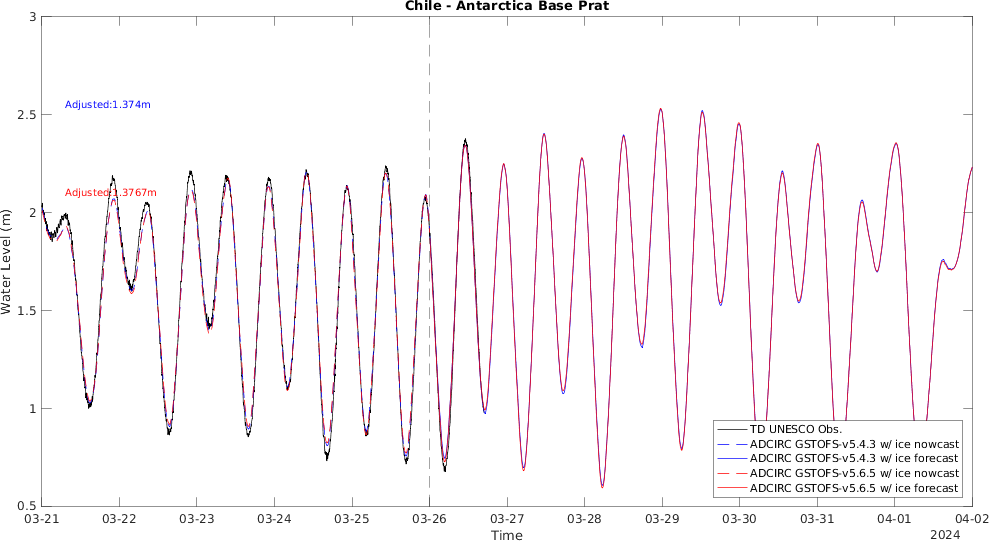 Chile - Antarctica Base Prat
3
2.5
2
1.5
1
0.5
Water Level (m)
Adjusted:1.374m
Adjusted:1.3767m
TD UNESCO Obs.
ADCIRC GSTOFS-v5.4.3 w/ ice nowcast
ADCIRC GSTOFS-v5.4.3 w/ ice forecast
ADCIRC GSTOFS-v5.6.5 w/ ice nowcast
ADCIRC GSTOFS-v5.6.5 w/ ice forecast
03-21 03-22 03-23 03-24 03-25 03-26 03-27 03-28 03-29 03-30 03-31 04-01 04-02
Time
2024